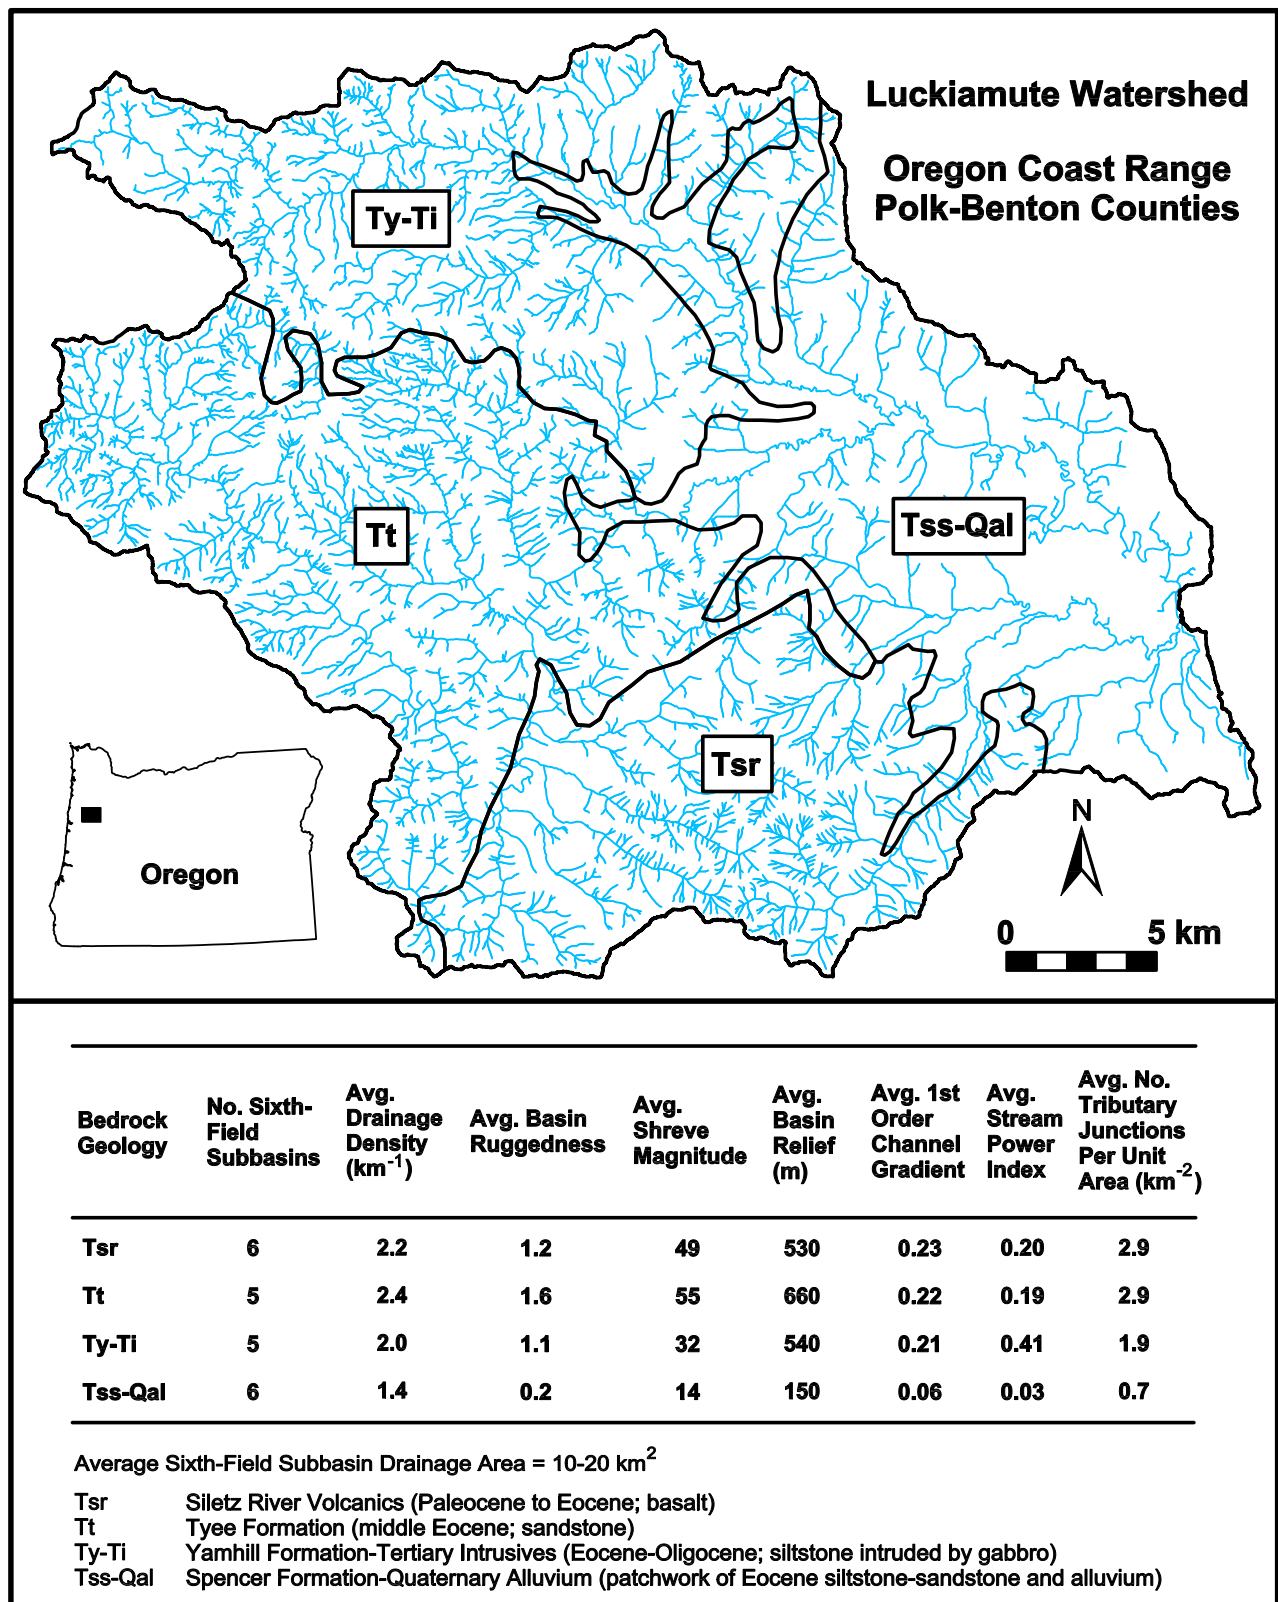 Luckiamute Watershed
Oregon Coast Range
Polk-Benton Counties
Ty-Ti
Tt
Tss-Qal
Tsr
Oregon
N
0 5 km
Bedrock Geology
No. Sixth-Field Subbasins
Avg. Drainage Density (km-1)
Avg. Basin Ruggedness
Avg. Shreve Magnitude
Avg. Basin Relief (m)
Avg. 1st Order Channel Gradient
Avg. Stream Power Index
Avg. No. Tributary Junctions Per Unit Area (km-2)
Tsr 6 2.2 1.2 49 530 0.23 0.20 2.9
Tt 5 2.4 1.6 55 660 0.22 0.19 2.9
Ty-Ti 5 2.0 1.1 32 540 0.21 0.41 1.9
Tss-Qal 6 1.4 0.2 14 150 0.06 0.03 0.7
Average Sixth-Field Subbasin Drainage Area = 10-20 km2
Tsr Siletz River Volcanics (Paleocene to Eocene; basalt)
Tt Tyee Formation (middle Eocene; sandstone)
Ty-Ti Yamhill Formation-Tertiary Intrusives (Eocene-Oligocene; siltstone intruded by gabbro)
Tss-Qal Spencer Formation-Quaternary Alluvium (patchwork of Eocene siltstone-sandstone and alluvium)